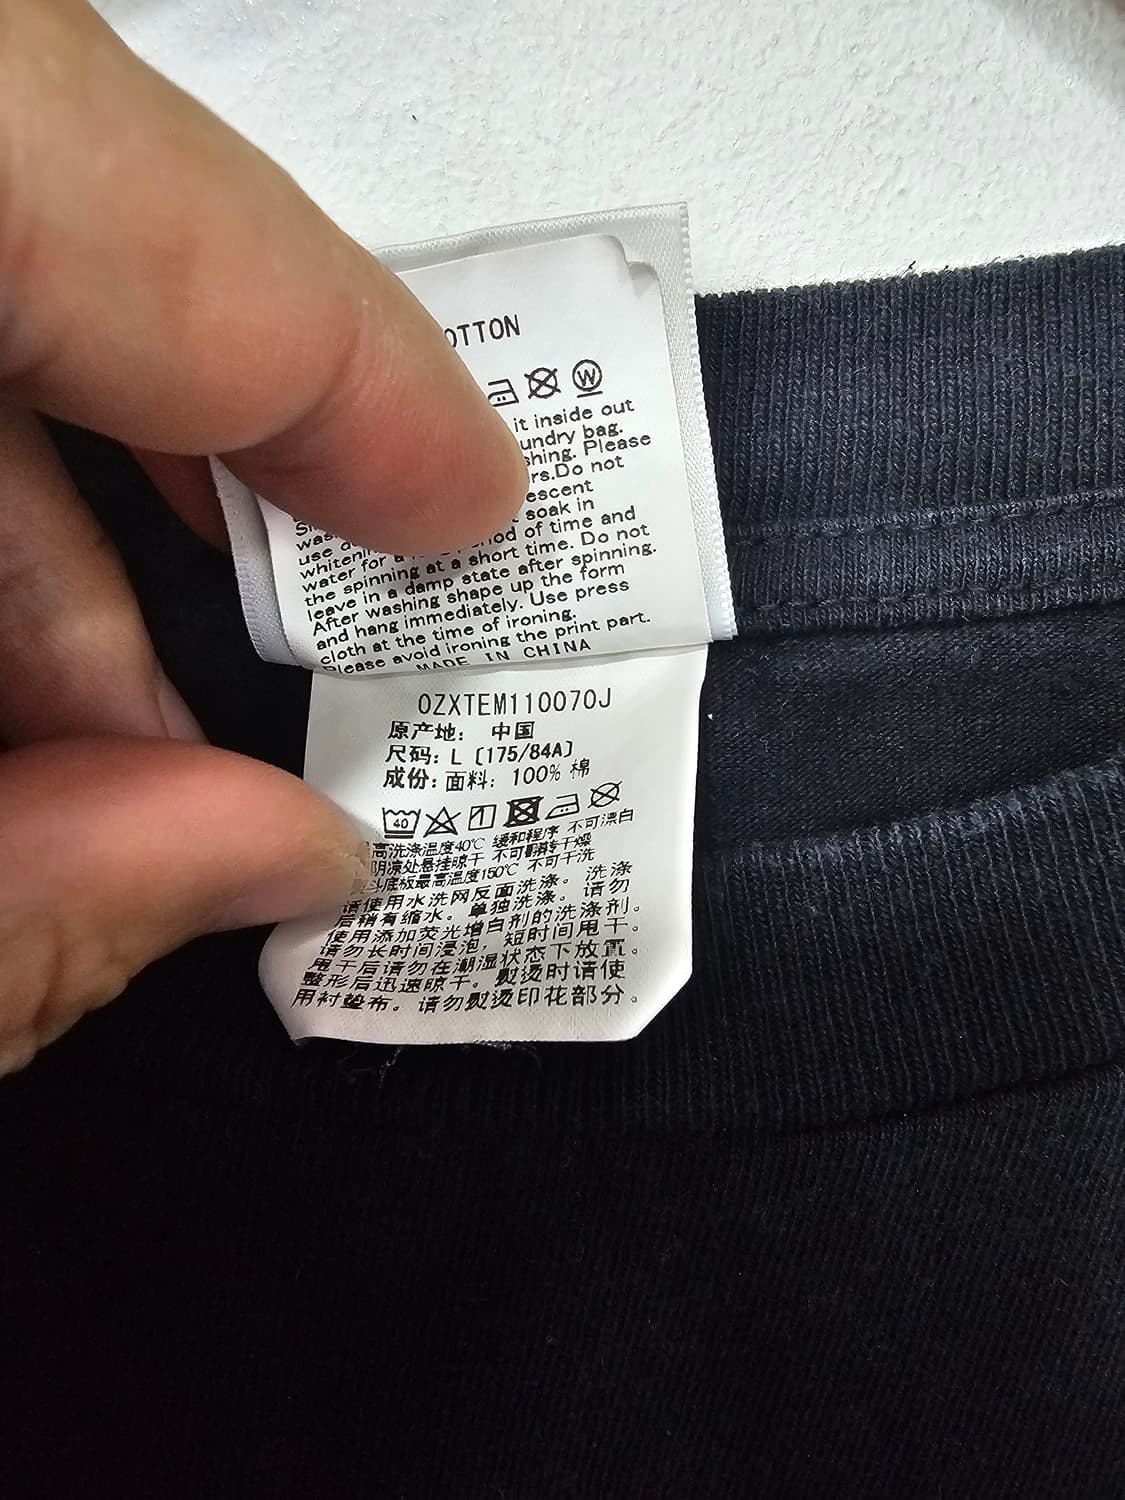 OTTON
W
it inside out
undry bag.
shing. Please
rs.Do not
escent
soak in
of time and
water for a
the spinning at a short time. Do not
leave in a damp state after spinning.
After washing shape up the form
and hang immediately. Use press
cloth at the time of ironing.
Please avoid ironing the print part.
MADE IN CHINA
OZXTEM110070J
原产地: 中国
尺码: L [175/84A]
成份: 面料: 100% 棉
40
高洗涤温度40℃ 缓和程序 不可漂白
阴凉处悬挂晾干 不可翻转干燥
斗底板最高温度150℃ 不可干洗
请使用水洗网反面洗涤。洗涤
后稍有缩水。单独洗涤。请勿
使用添加荧光增白剂的洗涤剂。
请勿长时间浸泡, 短时间甩干。
甩干后请勿在潮湿状态下放置。
整形后迅速晾干。熨烫时请使
用衬垫布。请勿熨烫印花部分。